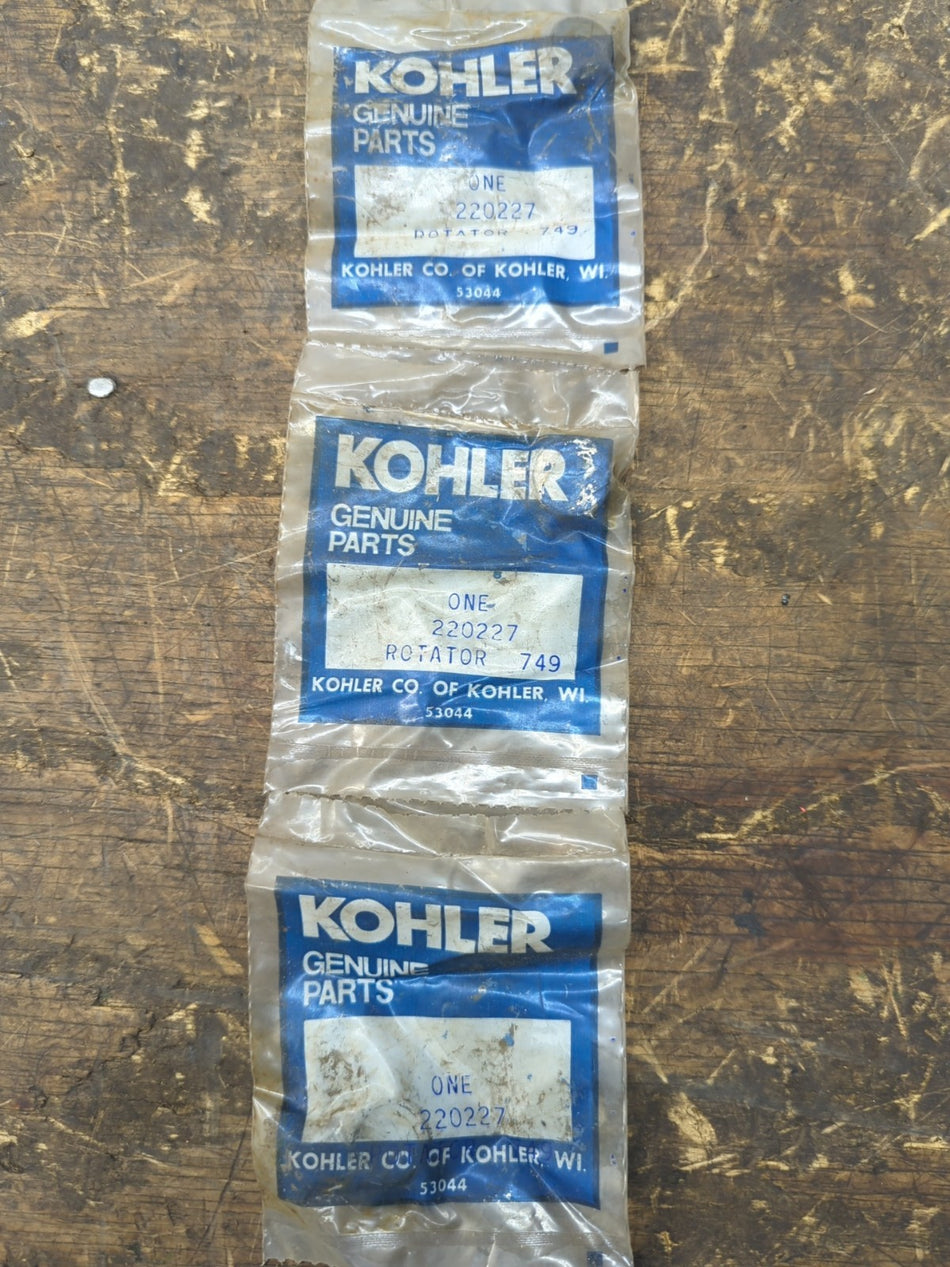 KOHLER
GENUINE
PARTS
ONE
220227
ROTATOR 749
KOHLER CO. OF KOHLER, WI.
53044
KOHLER
GENUINE
PARTS
ONE
220227
ROTATOR 749
KOHLER CO. OF KOHLER, WI.
53044
KOHLER
GENUINE
PARTS
ONE
220227
KOHLER CO. OF KOHLER, WI.
53044